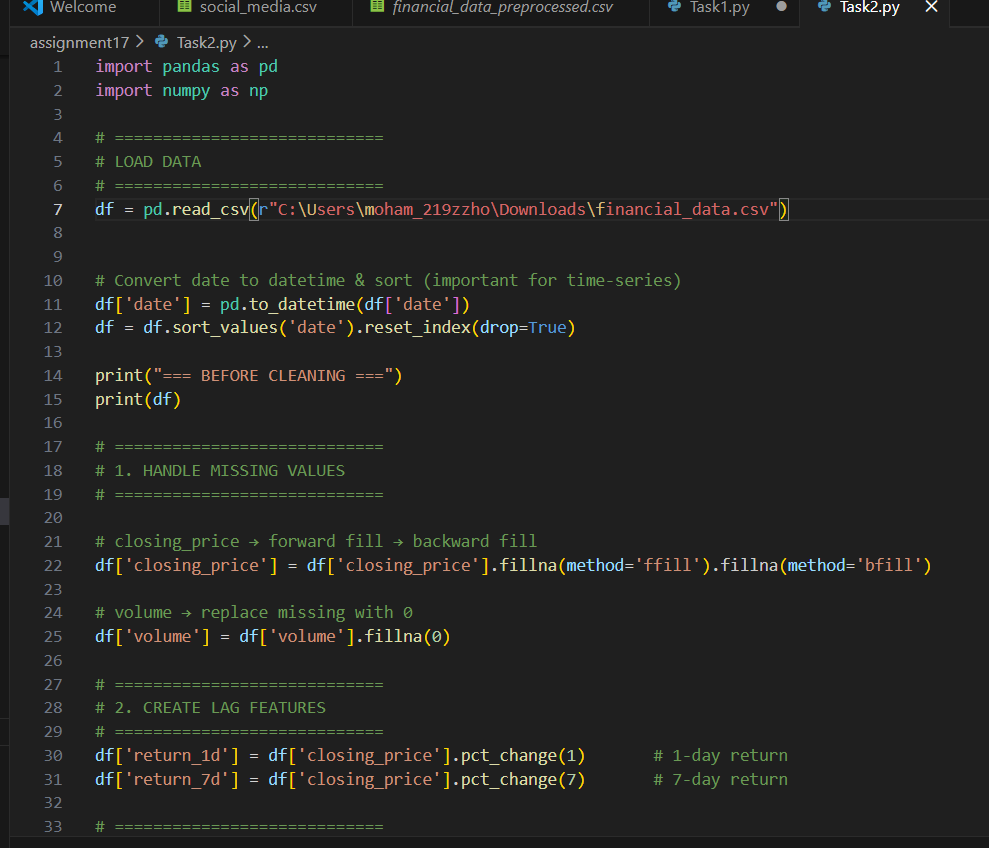 Welcome social_media.csv financial_data_preprocessed.csv Task1.py ● Task2.py ×
assignment17 > Task2.py > ...
1 import pandas as pd
2 import numpy as np
3
4 # ============================
5 # LOAD DATA
6 # ============================
7 df = pd.read_csv(r"C:\Users\moham_219zzho\Downloads\financial_data.csv")
8
9
10 # Convert date to datetime & sort (important for time-series)
11 df['date'] = pd.to_datetime(df['date'])
12 df = df.sort_values('date').reset_index(drop=True)
13
14 print("=== BEFORE CLEANING ===")
15 print(df)
16
17 # ============================
18 # 1. HANDLE MISSING VALUES
19 # ============================
20
21 # closing_price → forward fill → backward fill
22 df['closing_price'] = df['closing_price'].fillna(method='ffill').fillna(method='bfill')
23
24 # volume → replace missing with 0
25 df['volume'] = df['volume'].fillna(0)
26
27 # ============================
28 # 2. CREATE LAG FEATURES
29 # ============================
30 df['return_1d'] = df['closing_price'].pct_change(1) # 1-day return
31 df['return_7d'] = df['closing_price'].pct_change(7) # 7-day return
32
33 # ============================